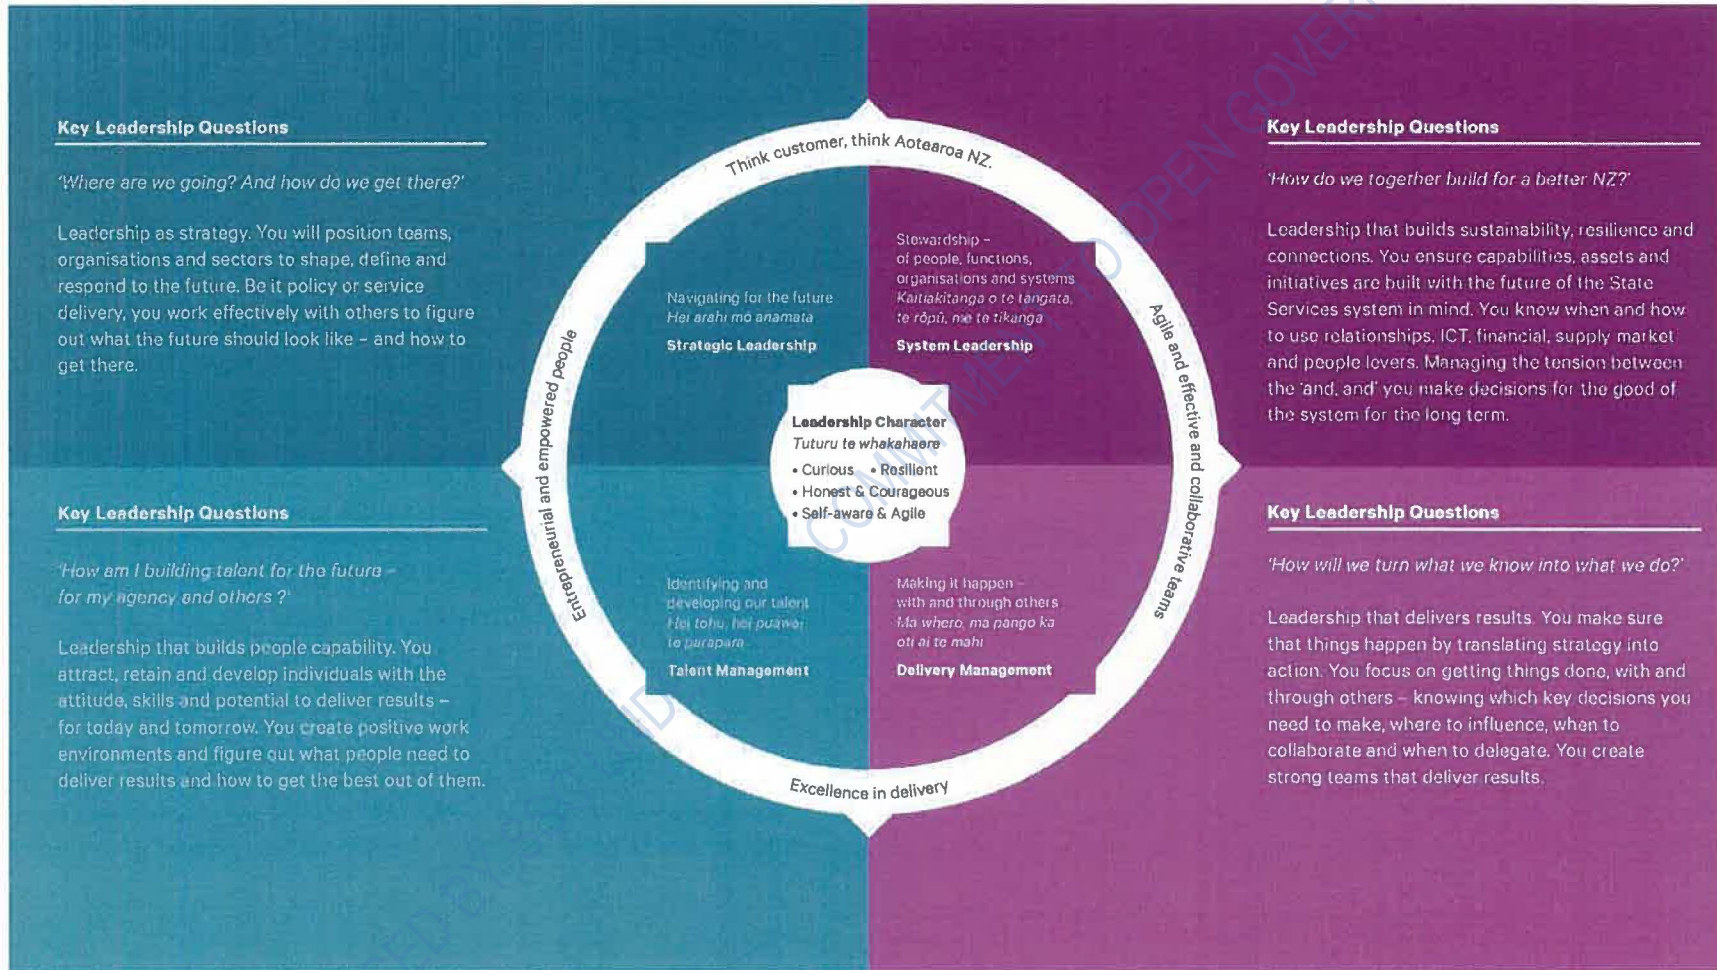 Key Leadership Questions
'Where are we going? And how do we get there?'
Leadership as strategy. You will position teams,
organisations and sectors to shape, define and
respond to the future. Be it policy or service
delivery, you work effectively with others to figure
out what the future should look like – and how to
get there.
Key Leadership Questions
'How am I building talent for the future –
for my agency and others ?'
Leadership that builds people capability. You
attract, retain and develop individuals with the
attitude, skills and potential to deliver results –
for today and tomorrow. You create positive work
environments and figure out what people need to
deliver results and how to get the best out of them.
Think customer, think Aotearoa NZ.
Agile and effective and collaborative teams
Excellence in delivery
Entrepreneurial and empowered people
Navigating for the future
Hei arahi mo anamata
Strategic Leadership
Stewardship –
of people, functions,
organisations and systems
Kaitiakitanga o te tangata,
te rōpū, me te tikanga
System Leadership
Leadership Character
Tuturu te whakahaere
• Curious • Resilient
• Honest & Courageous
• Self-aware & Agile
Identifying and
developing our talent
Hei tohu, hei puawai
te parapara
Talent Management
Making it happen –
with and through others
Ma whero, ma pango ka
oti ai te mahi
Delivery Management
Key Leadership Questions
'How do we together build for a better NZ?'
Leadership that builds sustainability, resilience and
connections. You ensure capabilities, assets and
initiatives are built with the future of the State
Services system in mind. You know when and how
to use relationships, ICT, financial, supply market
and people levers. Managing the tension between
the 'and, and' you make decisions for the good of
the system for the long term.
Key Leadership Questions
'How will we turn what we know into what we do?'
Leadership that delivers results. You make sure
that things happen by translating strategy into
action. You focus on getting things done, with and
through others – knowing which key decisions you
need to make, where to influence, when to
collaborate and when to delegate. You create
strong teams that deliver results.
COMMITMENT TO OPEN